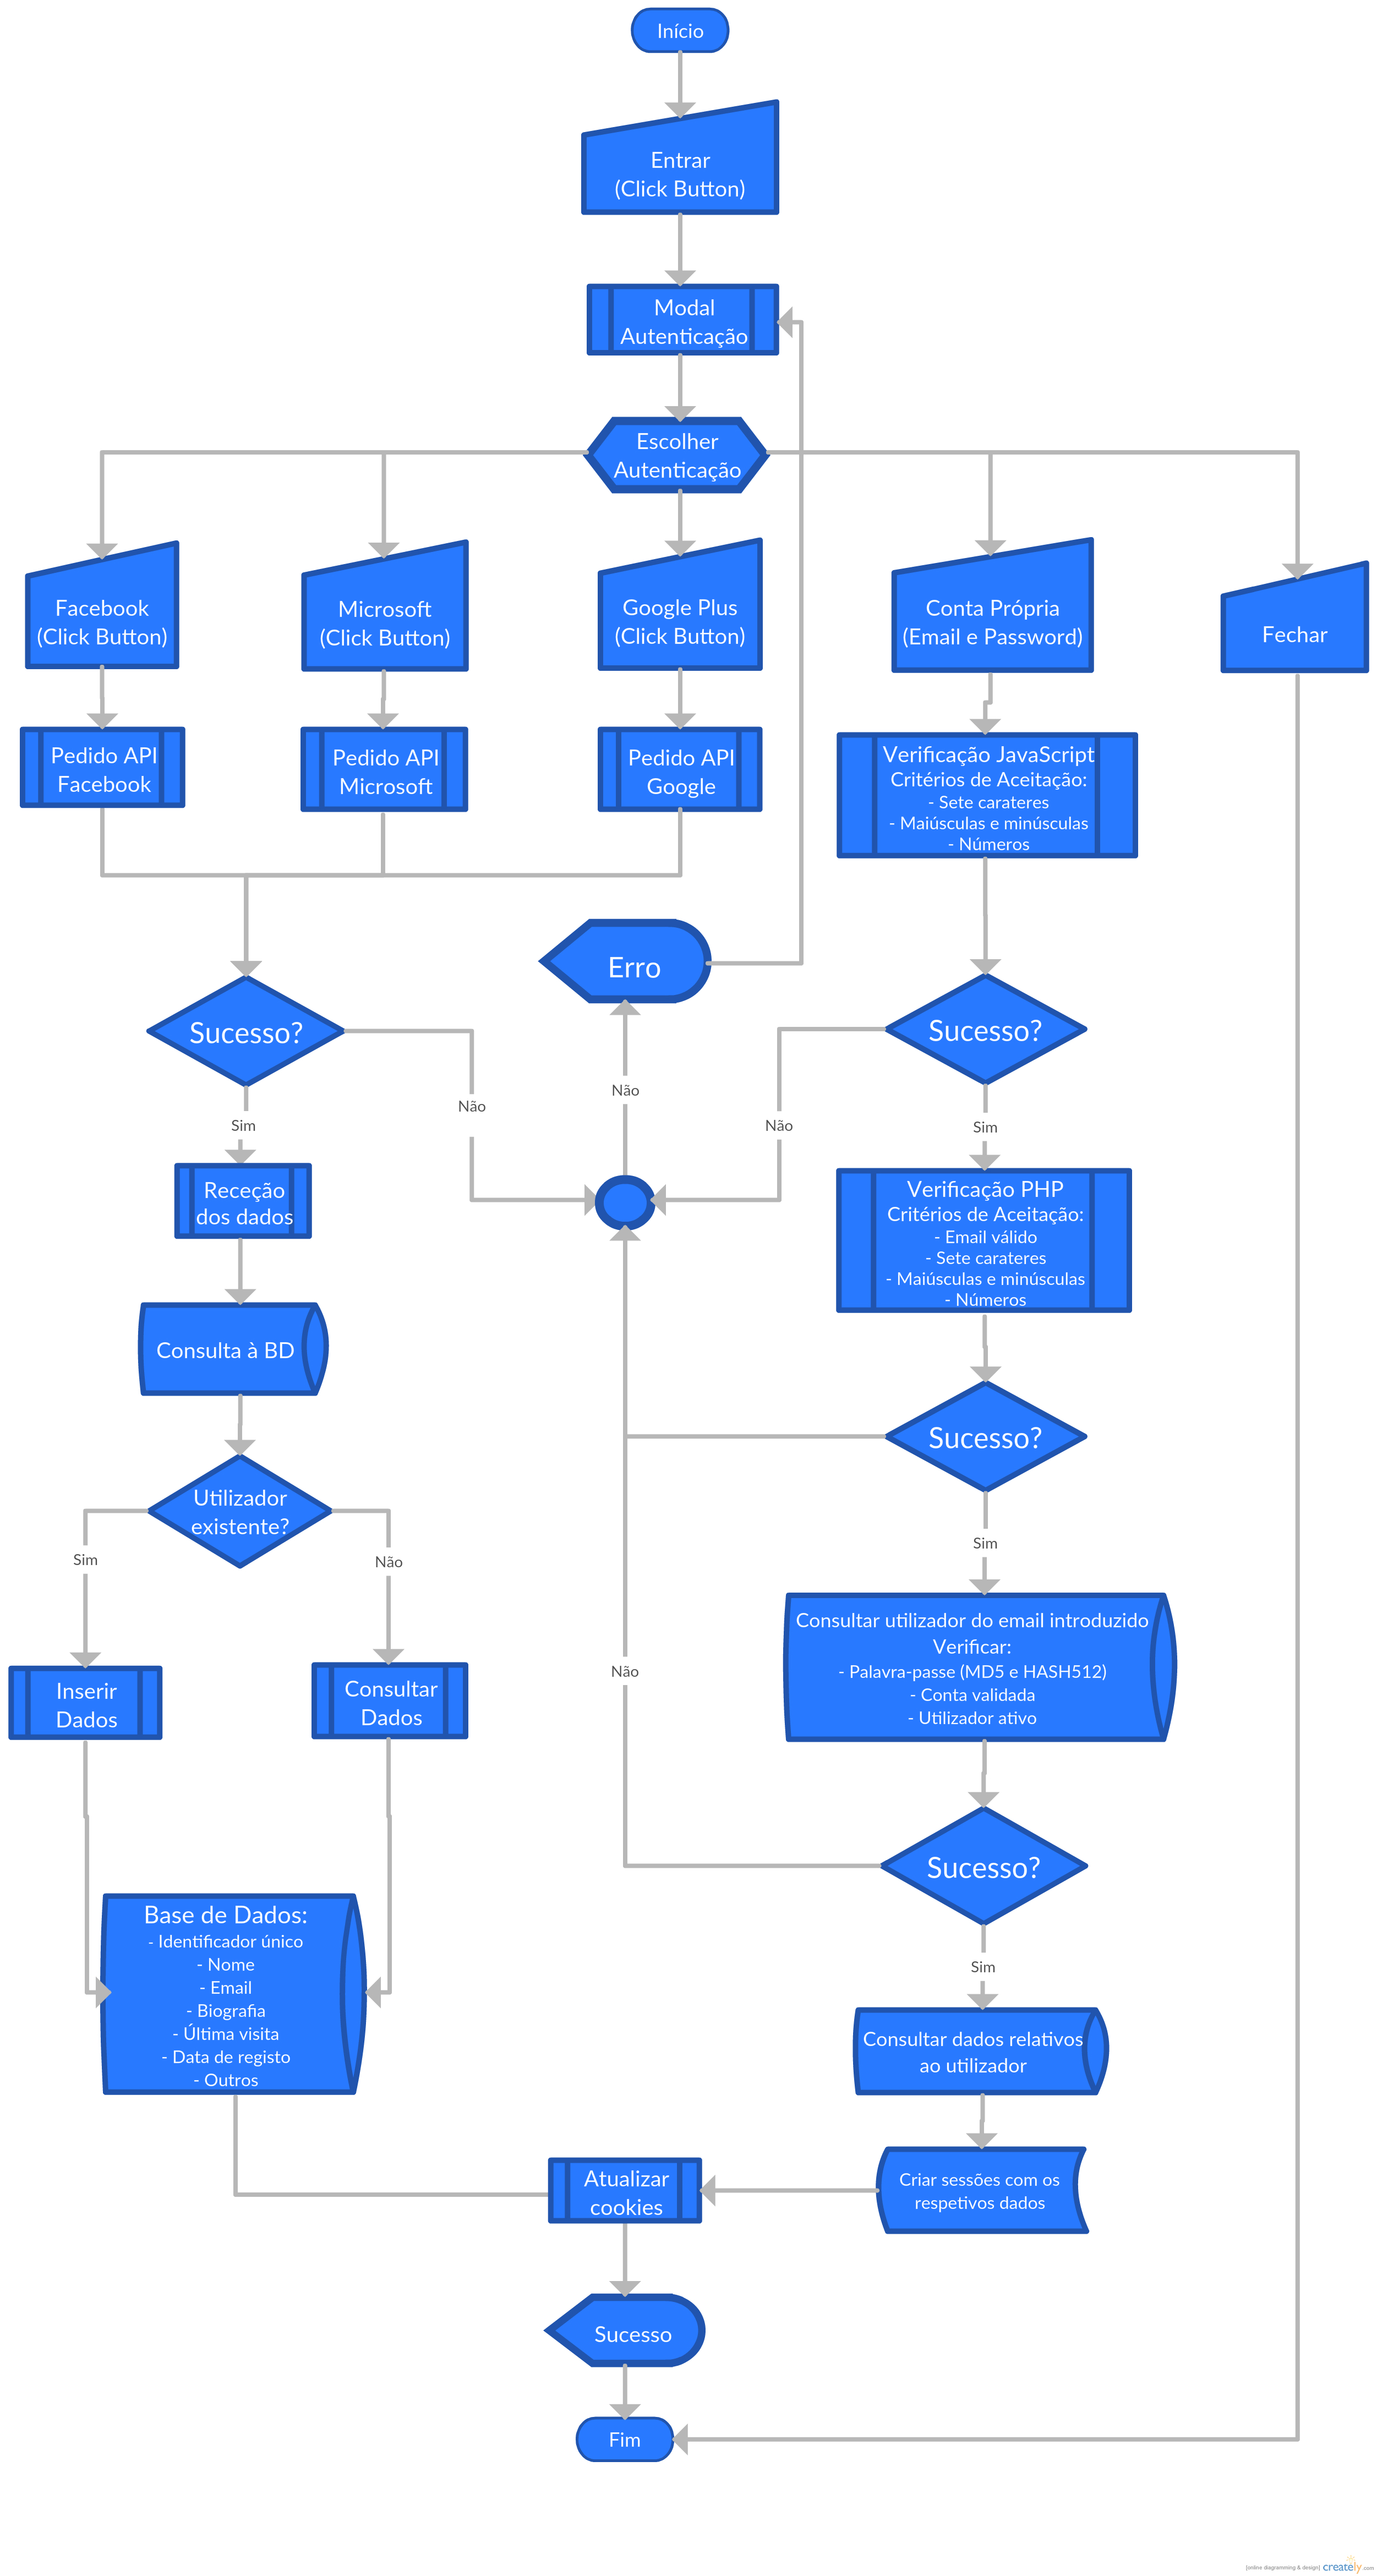 Início
Entrar
(Click Button)
Modal
Autenticação
Escolher
Autenticação
Facebook
(Click Button)
Microsoft
(Click Button)
Google Plus
(Click Button)
Conta Própria
(Email e Password)
Fechar
Pedido API
Facebook
Pedido API
Microsoft
Pedido API
Google
Verificação JavaScript
Critérios de Aceitação:
- Sete carateres
- Maiúsculas e minúsculas
- Números
Erro
Sucesso?
Sucesso?
Não
Não
Não
Sim
Sim
Receção
dos dados
Verificação PHP
Critérios de Aceitação:
- Email válido
- Sete carateres
- Maiúsculas e minúsculas
- Números
Consulta à BD
Sucesso?
Utilizador
existente?
Sim
Não
Sim
Consultar utilizador do email introduzido
Verificar:
- Palavra-passe (MD5 e HASH512)
- Conta validada
- Utilizador ativo
Não
Inserir
Dados
Consultar
Dados
Sucesso?
Base de Dados:
- Identificador único
- Nome
- Email
- Biografia
- Última visita
- Data de registo
- Outros
Sim
Consultar dados relativos
ao utilizador
Atualizar
cookies
Criar sessões com os
respetivos dados
Sucesso
Fim
[online diagramming & design] creately.com